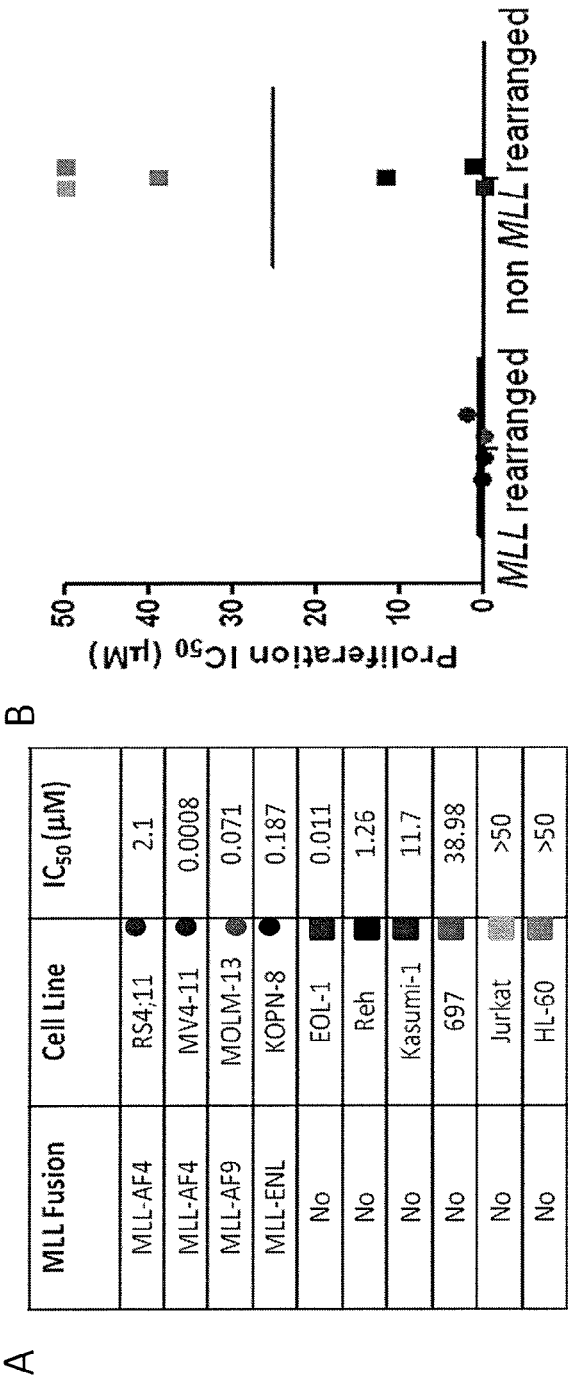 A
MLL Fusion Cell Line IC50 (μM)
MLL-AF4 RS4;11 2.1
MLL-AF4 MV4-11 0.0008
MLL-AF9 MOLM-13 0.071
MLL-ENL KOPN-8 0.187
No EOL-1 0.011
No Reh 1.26
No Kasumi-1 11.7
No 697 38.98
No Jurkat >50
No HL-60 >50
B
Proliferation IC50 (μM)
50
40
30
20
10
0
MLL rearranged non MLL rearranged